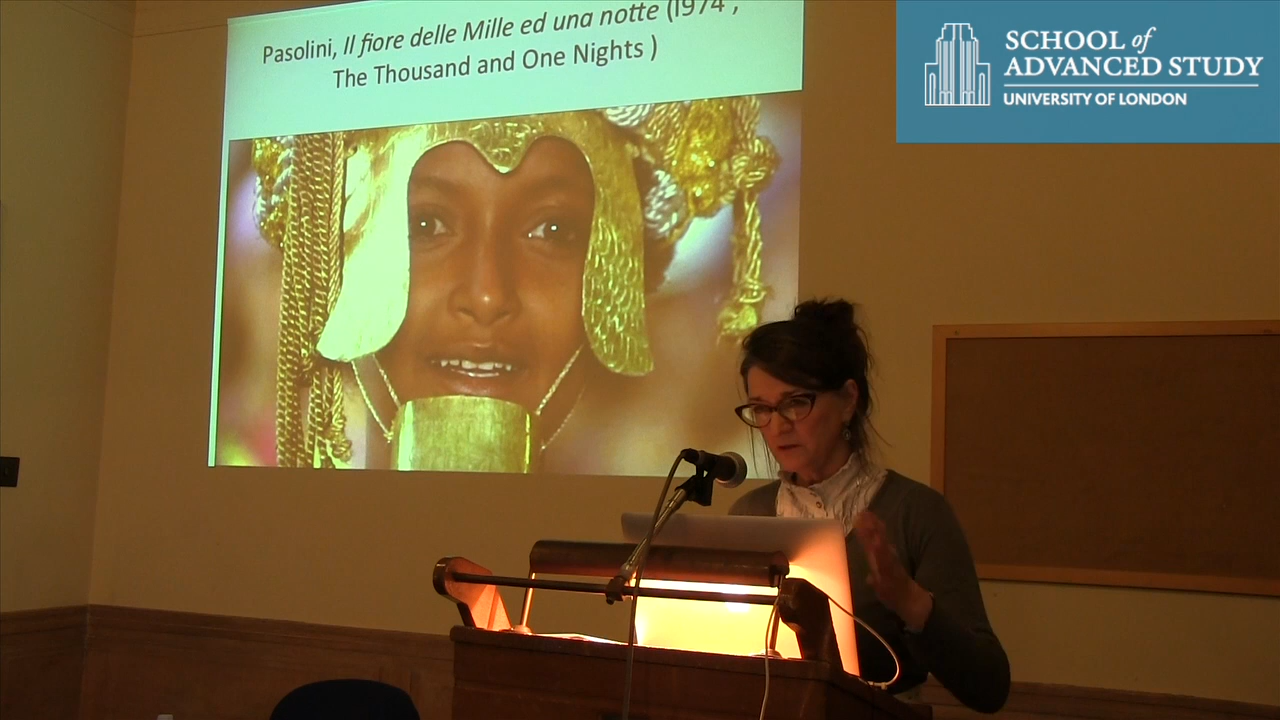 Pasolini, Il fiore delle Mille ed una notte (1974 ,
The Thousand and One Nights )
SCHOOL of
ADVANCED STUDY
UNIVERSITY OF LONDON